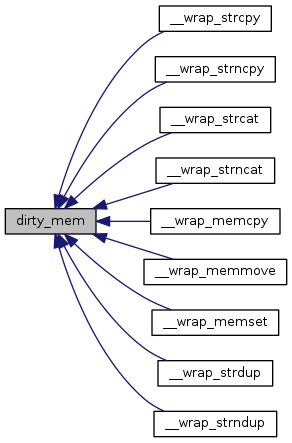 __wrap_strcpy
__wrap_strncpy
__wrap_strcat
__wrap_strncat
dirty_mem
__wrap_memcpy
__wrap_memmove
__wrap_memset
__wrap_strdup
__wrap_strndup